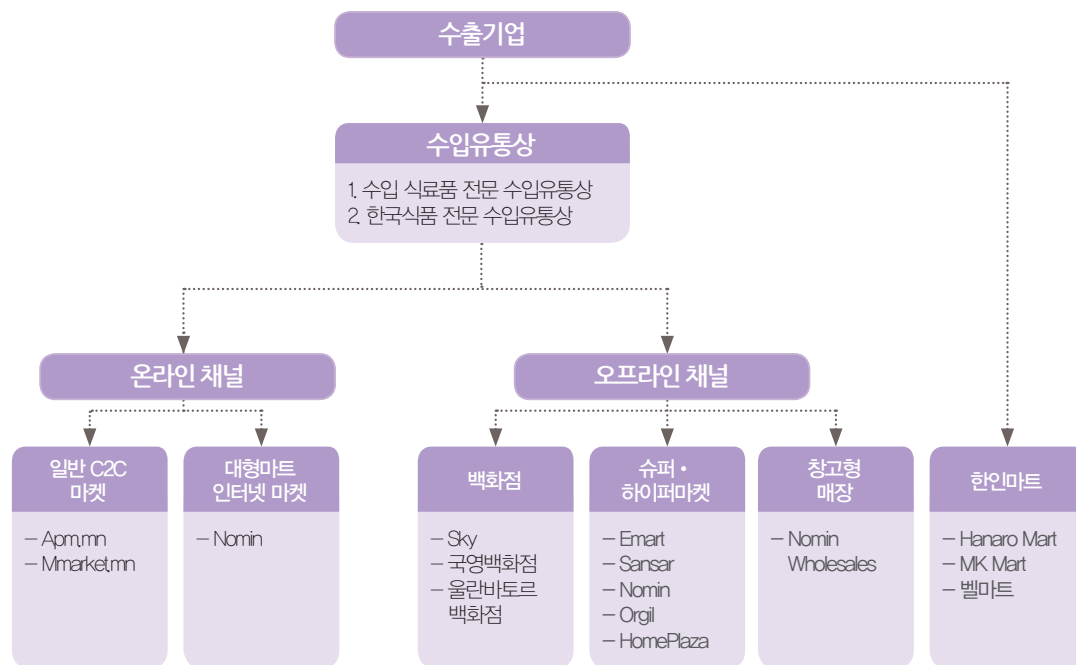 수출기업
수입유통상
1. 수입 식료품 전문 수입유통상
2. 한국식품 전문 수입유통상
온라인 채널
오프라인 채널
일반 C2C
마켓
– Apm.mn
– Mmarket.mn
대형마트
인터넷 마켓
– Nomin
백화점
– Sky
– 국영백화점
– 울란바토르
백화점
슈퍼 •
하이퍼마켓
– Emart
– Sansar
– Nomin
– Orgil
– HomePlaza
창고형
매장
– Nomin
Wholesales
한인마트
– Hanaro Mart
– MK Mart
– 벨마트